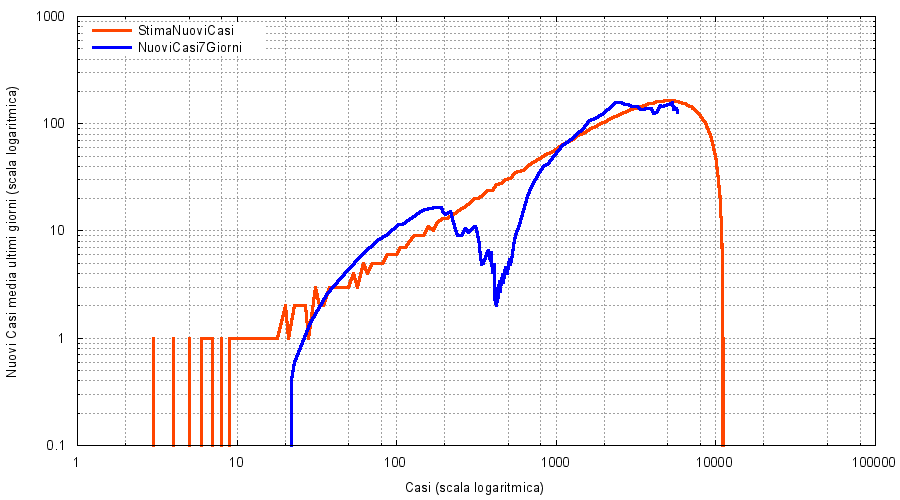 1000
100
10
1
0.1
Nuovi Casi media ultimi giorni (scala logaritmica)
StimaNuoviCasi
NuoviCasi7Giorni
1 10 100 1000 10000 100000
Casi (scala logaritmica)